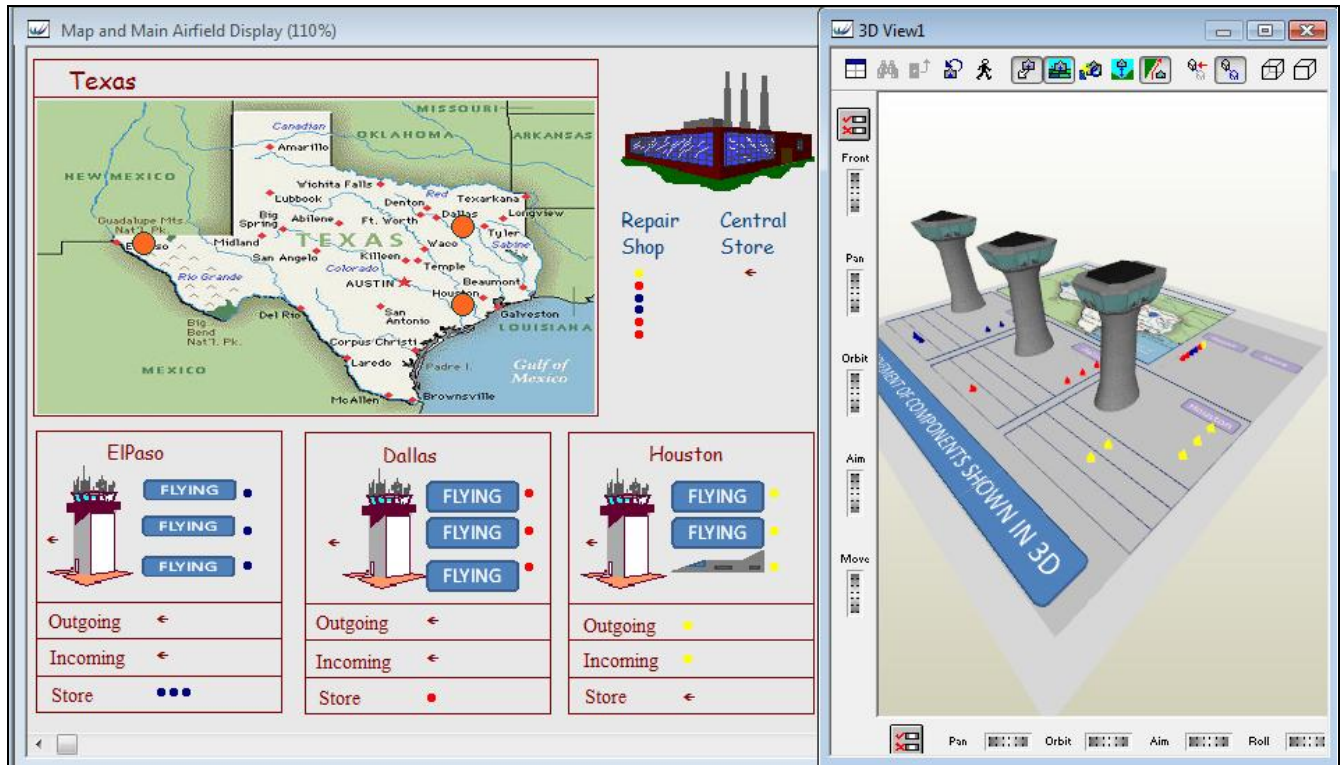 Map and Main Airfield Display (110%)
Texas
MISSOURI
Canadian
OKLAHOMA
ARKANSAS
Amarillo
NEW MEXICO
Wichita Falls
Red
Texarkana
Lubbock
Denton
Big Spring
Abilene
Ft. Worth
Dallas
Longview
Guadalupe Mts.
Nat'l. Pk.
Tyler
Midland
TEXAS
Waco
Sabine
San Angelo
Killeen
Temple
Rio Grande
Colorado
AUSTIN
Beaumont
Houston
Del Rio
San Antonio
Galveston
LOUISIANA
Big Bend
Nat'l. Pk.
Corpus Christi
MEXICO
Laredo
Padre I.
Gulf of
Mexico
McAllen
Brownsville
Repair
Shop
Central
Store
ElPaso
FLYING
FLYING
FLYING
Outgoing
Incoming
Store
Dallas
FLYING
FLYING
FLYING
Outgoing
Incoming
Store
Houston
FLYING
FLYING
Outgoing
Incoming
Store
3D View1
Front
Pan
Orbit
Aim
Move
Houston
OF COMPONENTS SHOWN IN 3D
Pan Orbit Aim Roll